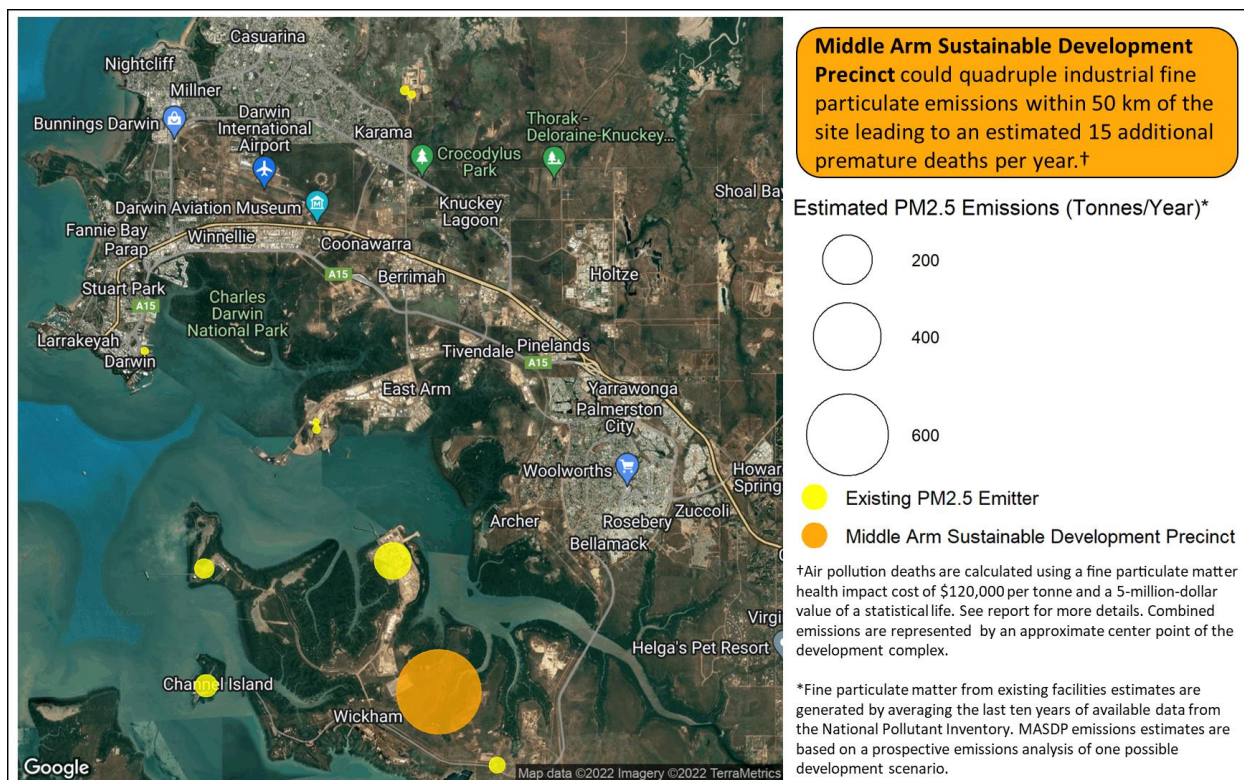 Casuarina
Nightcliff
Millner
Bunnings Darwin
Darwin
International
Airport
Karama
Thorak -
Deloraine-Knuckey...
Crocodylus
Park
Shoal Bay
Darwin Aviation Museum
Knuckey
Lagoon
Fannie Bay
Parap
Winnellie
Coonawarra
Berrimah
Holtze
A15
Stuart Park
A15
Charles
Darwin
National Park
Larrakeyah
Darwin
Tivendale
Pinelands
A15
East Arm
Yarrawonga
Palmerston
City
Woolworths
Howar
Springs
Zuccoli
Archer
Rosebery
Bellamack
Virgi
Helga's Pet Resort
Channel Island
Wickham
Google
Map data ©2022 Imagery ©2022 TerraMetrics
Middle Arm Sustainable Development
Precinct could quadruple industrial fine
particulate emissions within 50 km of the
site leading to an estimated 15 additional
premature deaths per year.†
Estimated PM2.5 Emissions (Tonnes/Year)*
200
400
600
Existing PM2.5 Emitter
Middle Arm Sustainable Development Precinct
†Air pollution deaths are calculated using a fine particulate matter
health impact cost of $120,000 per tonne and a 5-million-dollar
value of a statistical life. See report for more details. Combined
emissions are represented by an approximate center point of the
development complex.
*Fine particulate matter from existing facilities estimates are
generated by averaging the last ten years of available data from
the National Pollutant Inventory. MASDP emissions estimates are
based on a prospective emissions analysis of one possible
development scenario.